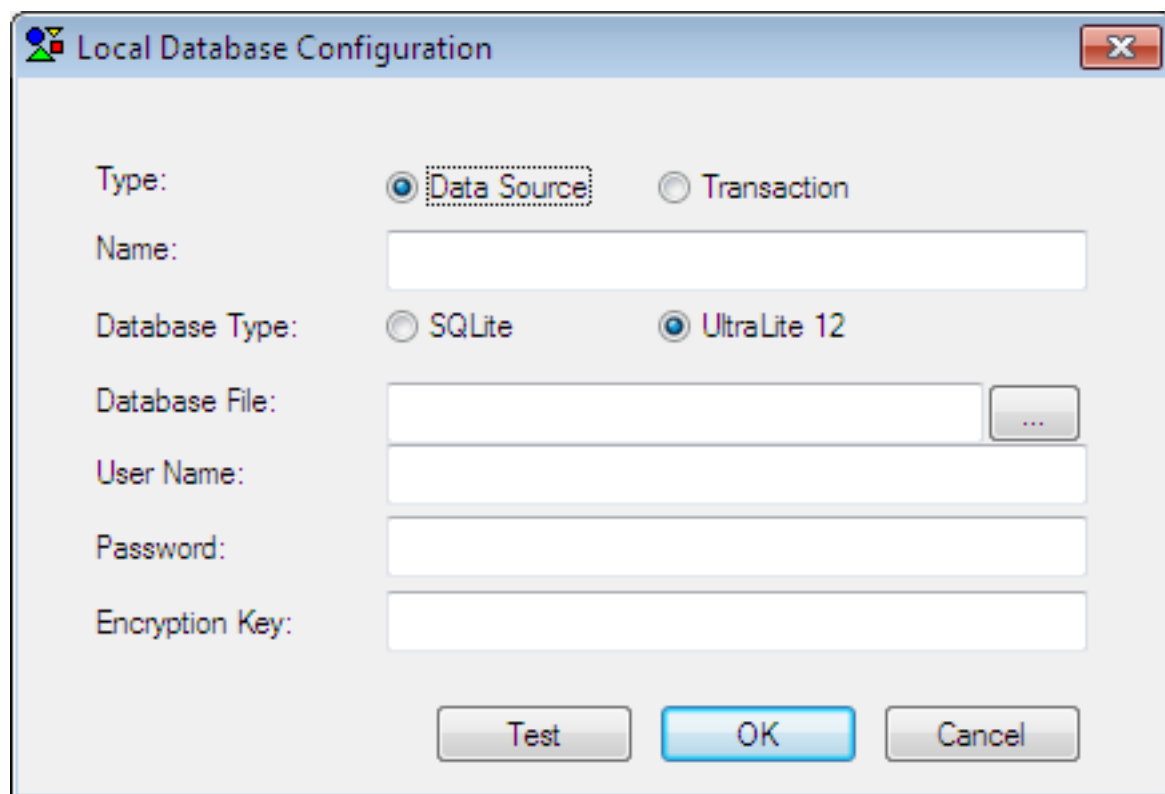 Local Database Configuration
Type: Data Source Transaction
Name:
Database Type: SQLite UltraLite 12
Database File: ...
User Name:
Password:
Encryption Key:
Test OK Cancel